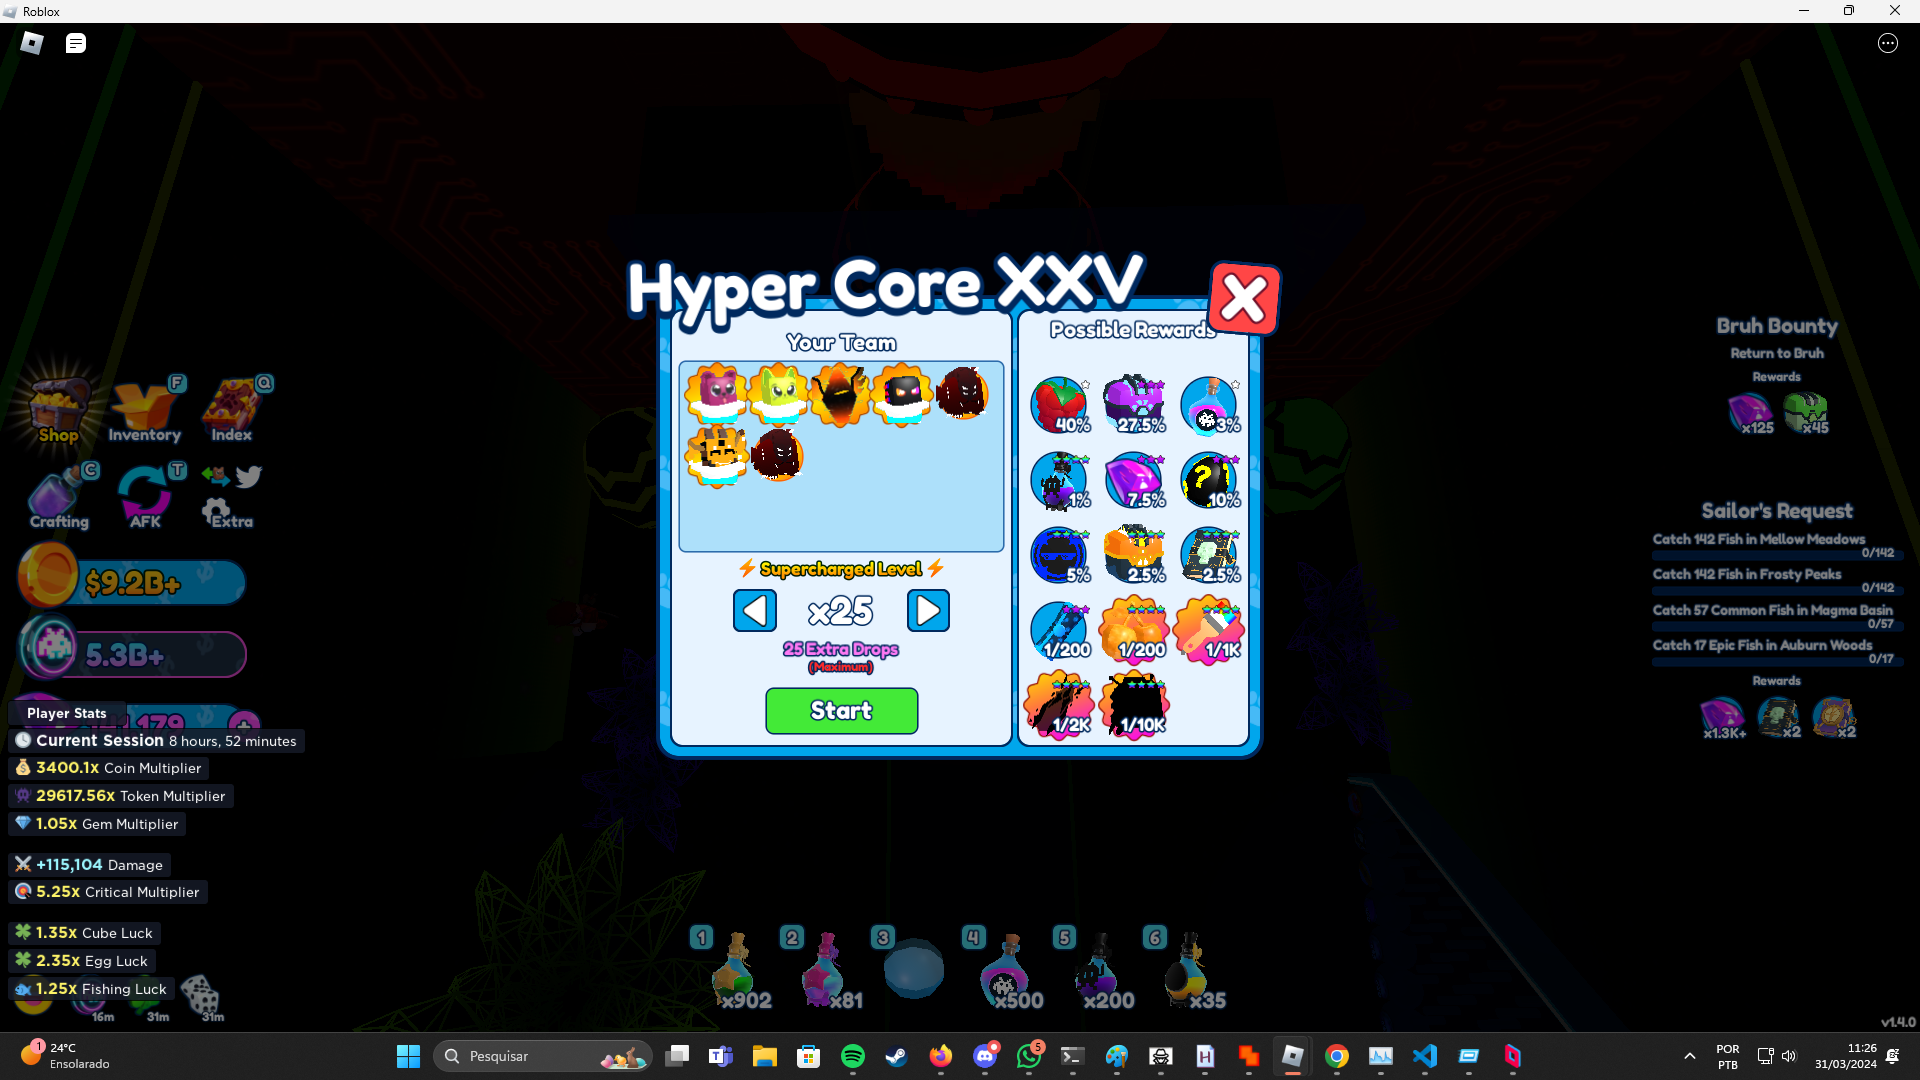 Roblox
Hyper Core XXV
Your Team
Possible Rewards
40%
27.5%
3%
1%
7.5%
10%
5%
2.5%
2.5%
1/200
1/200
1/1K
1/2K
1/10K
⚡ Supercharged Level ⚡
x25
25 Extra Drops
(Maximum)
Start
F
Q
Shop
Inventory
Index
C
T
Crafting
AFK
Extra
$9.2B+
5.3B+
Player Stats
Current Session 8 hours, 52 minutes
3400.1x Coin Multiplier
29617.56x Token Multiplier
1.05x Gem Multiplier
+115,104 Damage
5.25x Critical Multiplier
1.35x Cube Luck
2.35x Egg Luck
1.25x Fishing Luck
16m
31m
31m
Bruh Bounty
Return to Bruh
Rewards
x125
x45
Sailor's Request
Catch 142 Fish in Mellow Meadows
0/142
Catch 142 Fish in Frosty Peaks
0/142
Catch 57 Common Fish in Magma Basin
0/57
Catch 17 Epic Fish in Auburn Woods
0/17
Rewards
x1.3K+
x2
x2
1
2
3
4
5
6
x902
x81
x500
x200
x35
v1.4.0
1
24°C
Ensolarado
Pesquisar
5
POR
PTB
11:26
31/03/2024